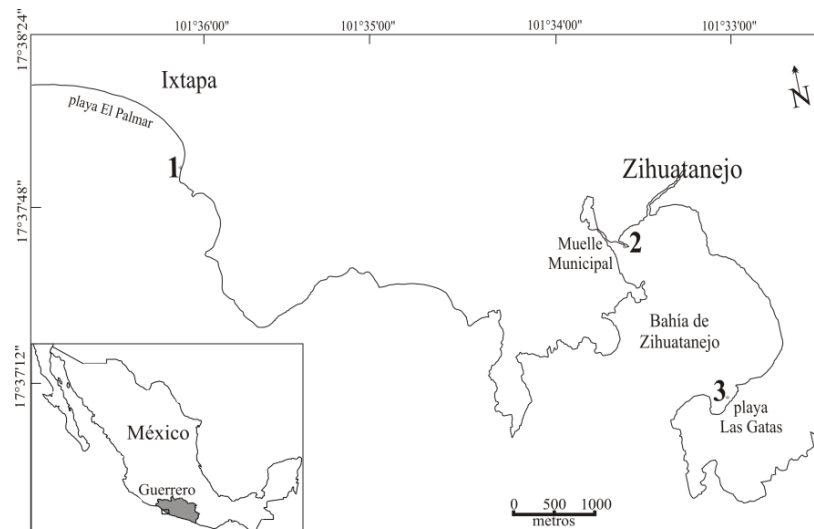 101°36'00" 101°35'00" 101°34'00" 101°33'00"
17°38'24"
Ixtapa
playa El Palmar
N
1
Zihuatanejo
17°37'48"
2
Muelle
Municipal
Bahía de
Zihuatanejo
17°37'12"
3
playa
Las Gatas
México
Guerrero
0 500 1000
metros